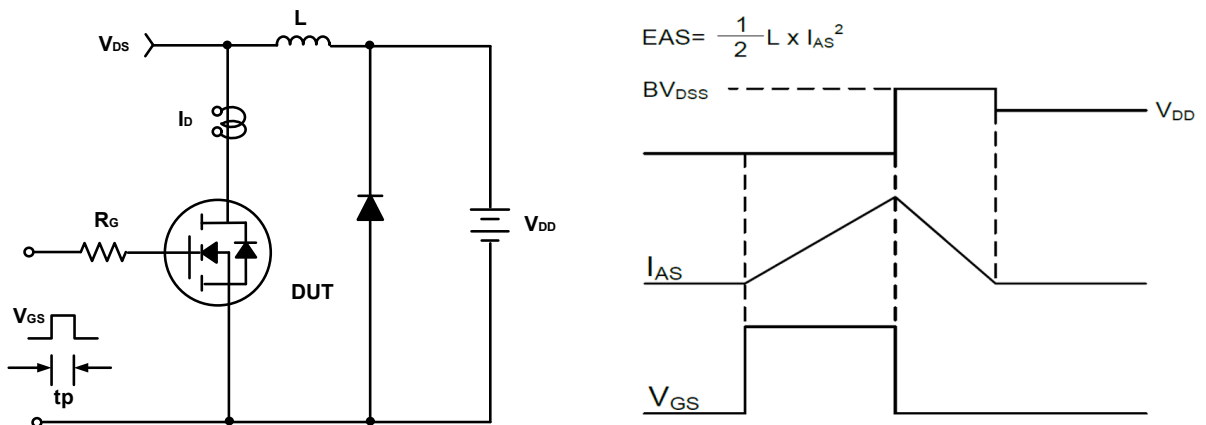 L
VDS
ID
RG
VDD
DUT
VGS
tp
EAS= 1/2 L x IAS²
BVDSS
VDD
IAS
VGS